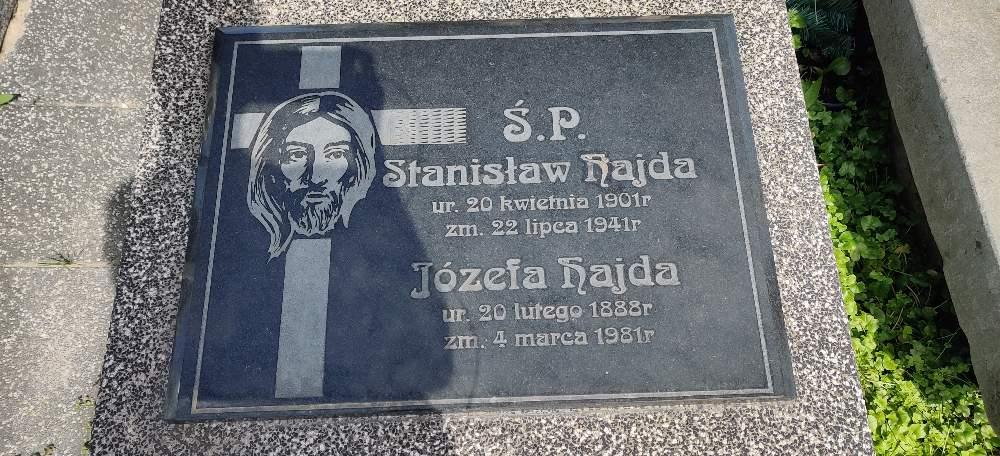 Ś.P.
Stanisław Hajda
ur. 20 kwietnia 1901r
zm. 22 lipca 1941r
Józefa Hajda
ur. 20 lutego 1888r
zm. 4 marca 1981r